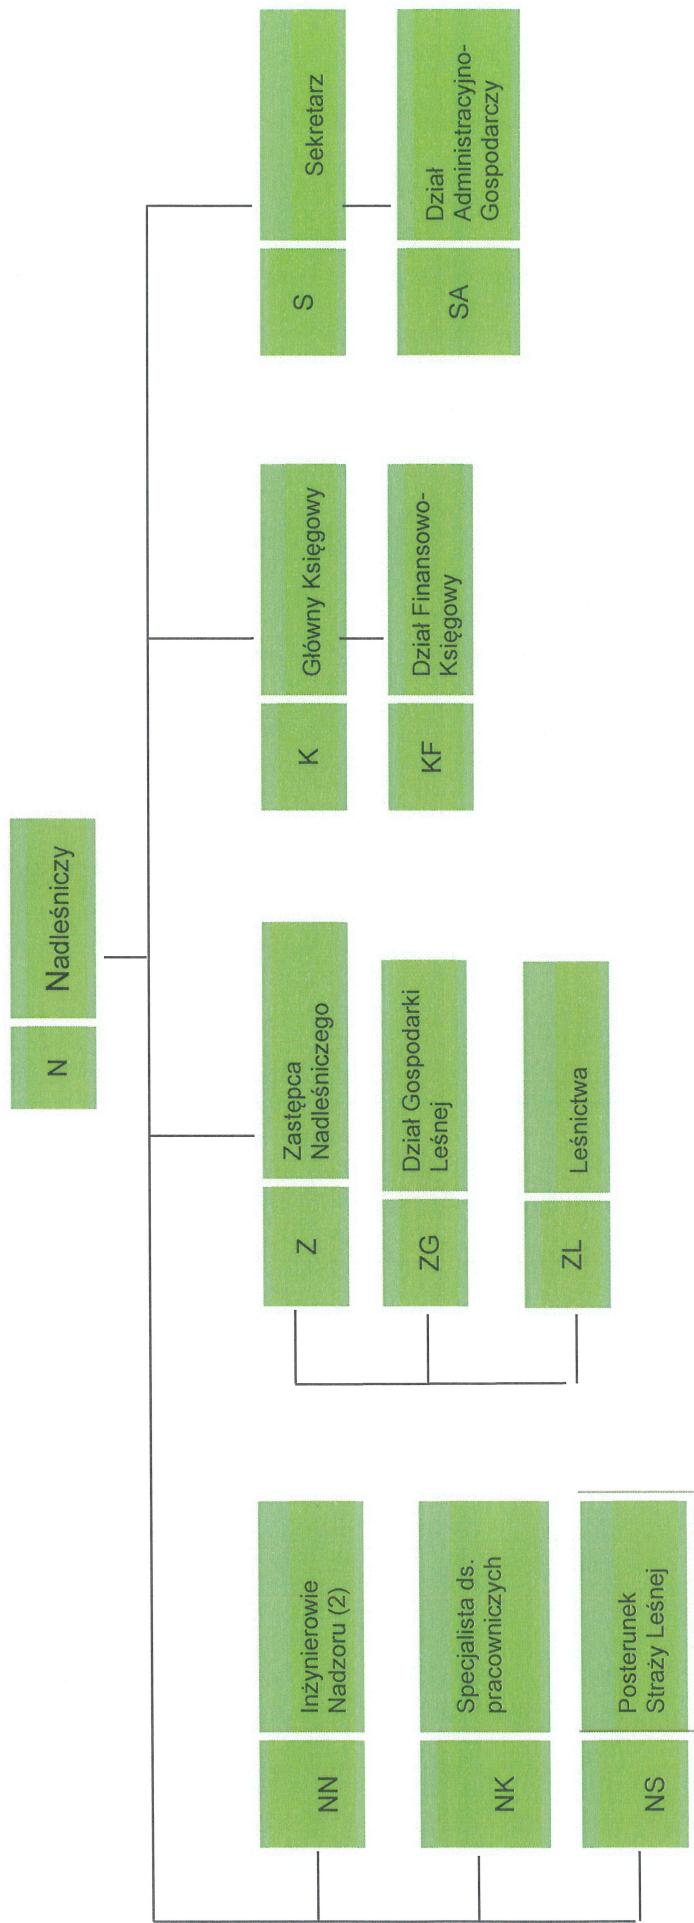 N
Nadleśniczy
NN
Inżynierowie
Nadzoru (2)
NK
Specjalista ds.
pracowniczych
NS
Posterunek
Straży Leśnej
Z
Zastępca
Nadleśniczego
ZG
Dział Gospodarki
Leśnej
ZL
Leśnictwa
K
Główny Księgowy
KF
Dział Finansowo-
Księgowy
S
Sekretarz
SA
Dział
Administracyjno-
Gospodarczy